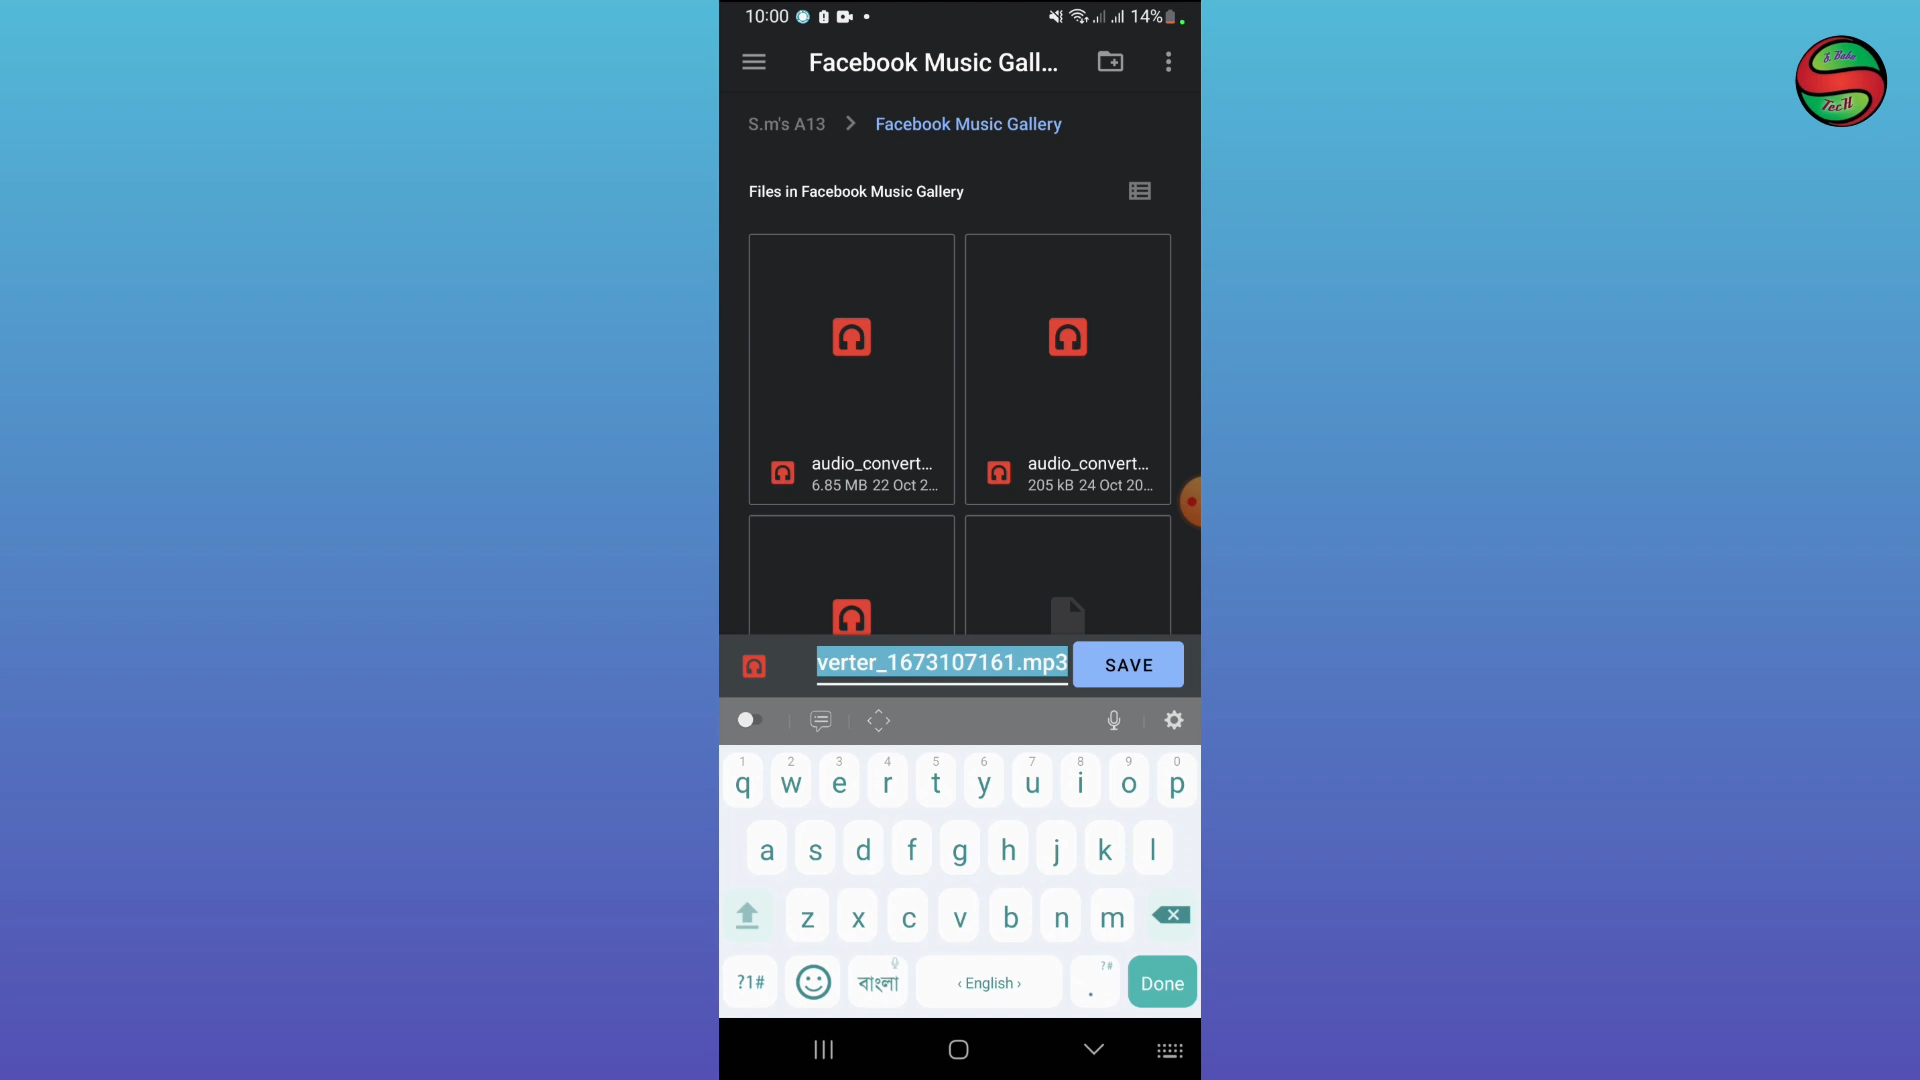 10:00 14%
S. Baba
TecH
Facebook Music Gall...
S.m's A13 Facebook Music Gallery
Files in Facebook Music Gallery
audio_convert... audio_convert...
6.85 MB 22 Oct 2... 205 kB 24 Oct 20...
verter_1673107161.mp3 SAVE
1 2 3 4 5 6 7 8 9 0
q w e r t y u i o p
a s d f g h j k l
z x c v b n m
?1# বাংলা ‹ English › ?# . Done